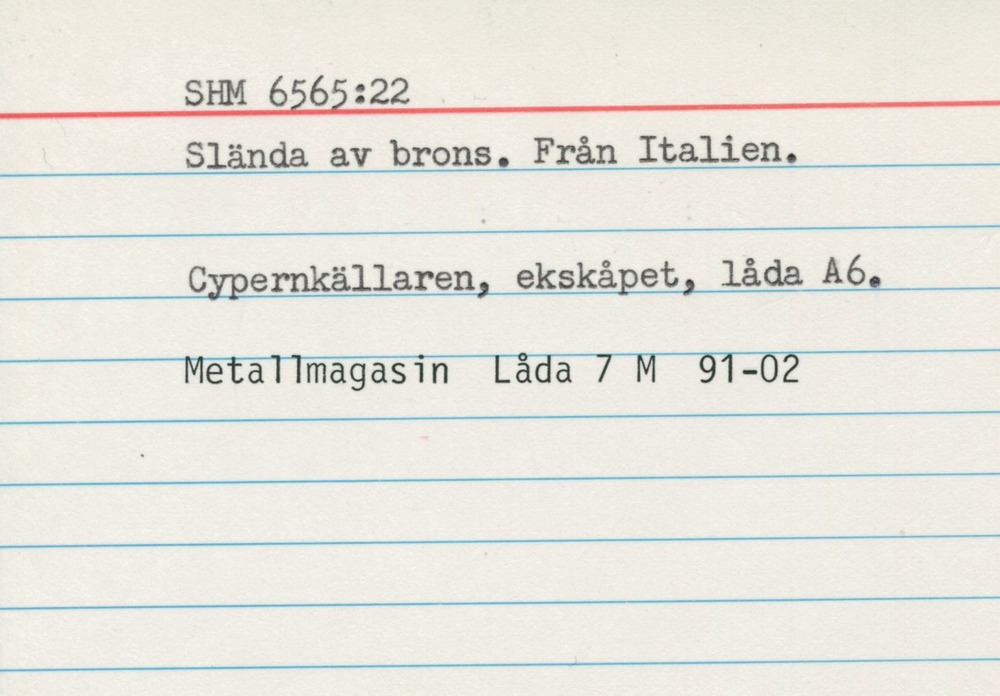 SHM 6565:22
Slända av brons. Från Italien.
Cypernkällaren, ekskåpet, låda A6.
Metallmagasin Låda 7 M 91-02